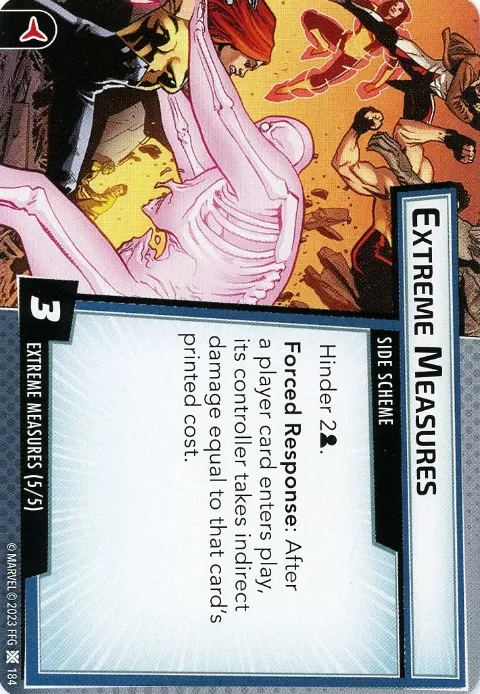 EXTREME MEASURES
SIDE SCHEME
Hinder 2.
Forced Response: After
a player card enters play,
its controller takes indirect
damage equal to that card's
printed cost.
3
EXTREME MEASURES (5/5)
© MARVEL © 2023 FFG 184